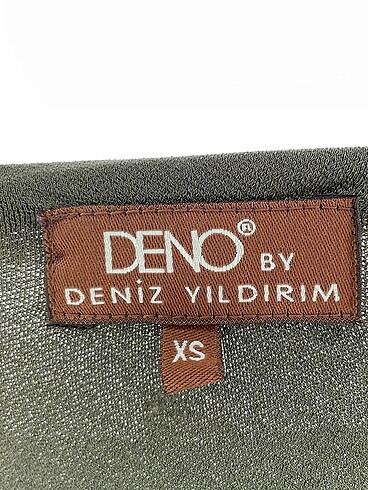 DENO® BY
DENİZ YILDIRIM
XS